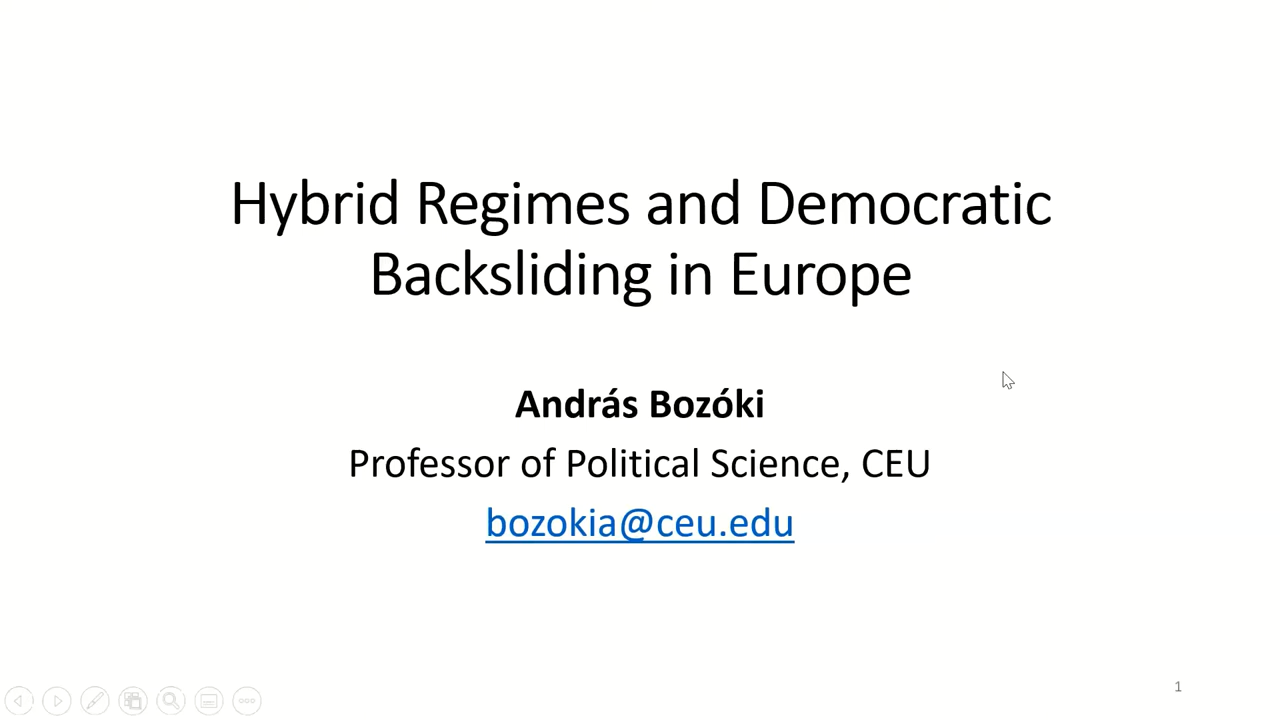 Hybrid Regimes and Democratic
Backsliding in Europe
András Bozóki
Professor of Political Science, CEU
bozokia@ceu.edu
1